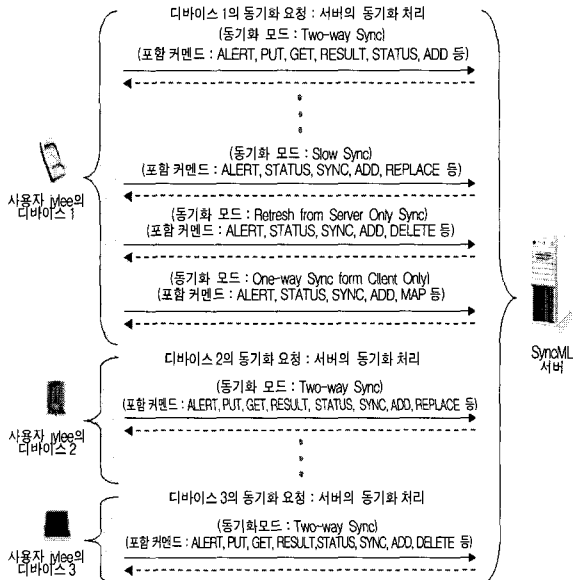 디바이스 1의 동기화 요청 : 서버의 동기화 처리
(동기화 모드 : Two-way Sync)
(포함 커멘드 : ALERT, PUT, GET, RESULT, STATUS, ADD 등)
(동기화 모드 : Slow Sync)
(포함 커멘드 : ALERT, STATUS, SYNC, ADD, REPLACE 등)
사용자 jylee의
디바이스 1
(동기화 모드 : Refresh from Server Only Sync)
(포함 커멘드 : ALERT, STATUS, SYNC, ADD, DELETE 등)
(동기화 모드 : One-way Sync form Client Only)
(포함 커멘드 : ALERT, STATUS, SYNC, ADD, MAP 등)
SyncML
서버
디바이스 2의 동기화 요청 : 서버의 동기화 처리
(동기화 모드 : Two-way Sync)
(포함 커멘드 : ALERT, PUT, GET, RESULT, STATUS, SYNC, ADD, REPLACE 등)
사용자 jylee의
디바이스 2
디바이스 3의 동기화 요청 : 서버의 동기화 처리
(동기화모드 : Two-way Sync)
(포함 커멘드 : ALERT, PUT, GET, RESULT,STATUS, SYNC, ADD, DELETE 등)
사용자 jylee의
디바이스 3